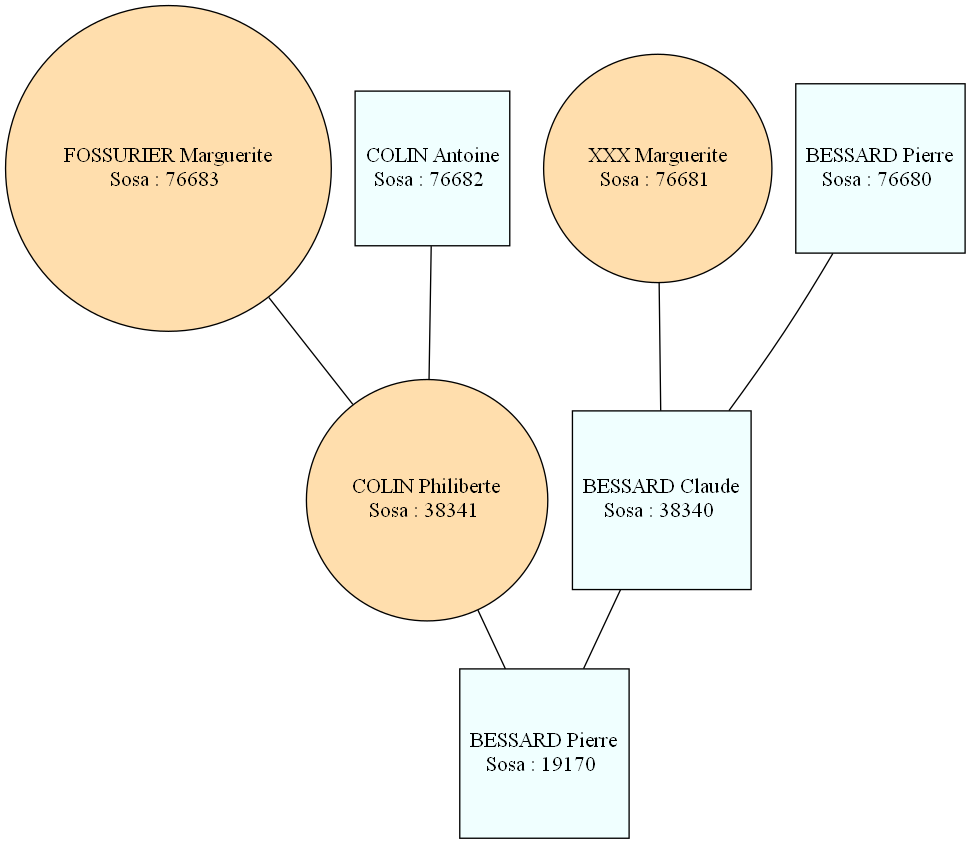 FOSSURIER Marguerite
Sosa : 76683
COLIN Antoine
Sosa : 76682
XXX Marguerite
Sosa : 76681
BESSARD Pierre
Sosa : 76680
COLIN Philiberte
Sosa : 38341
BESSARD Claude
Sosa : 38340
BESSARD Pierre
Sosa : 19170